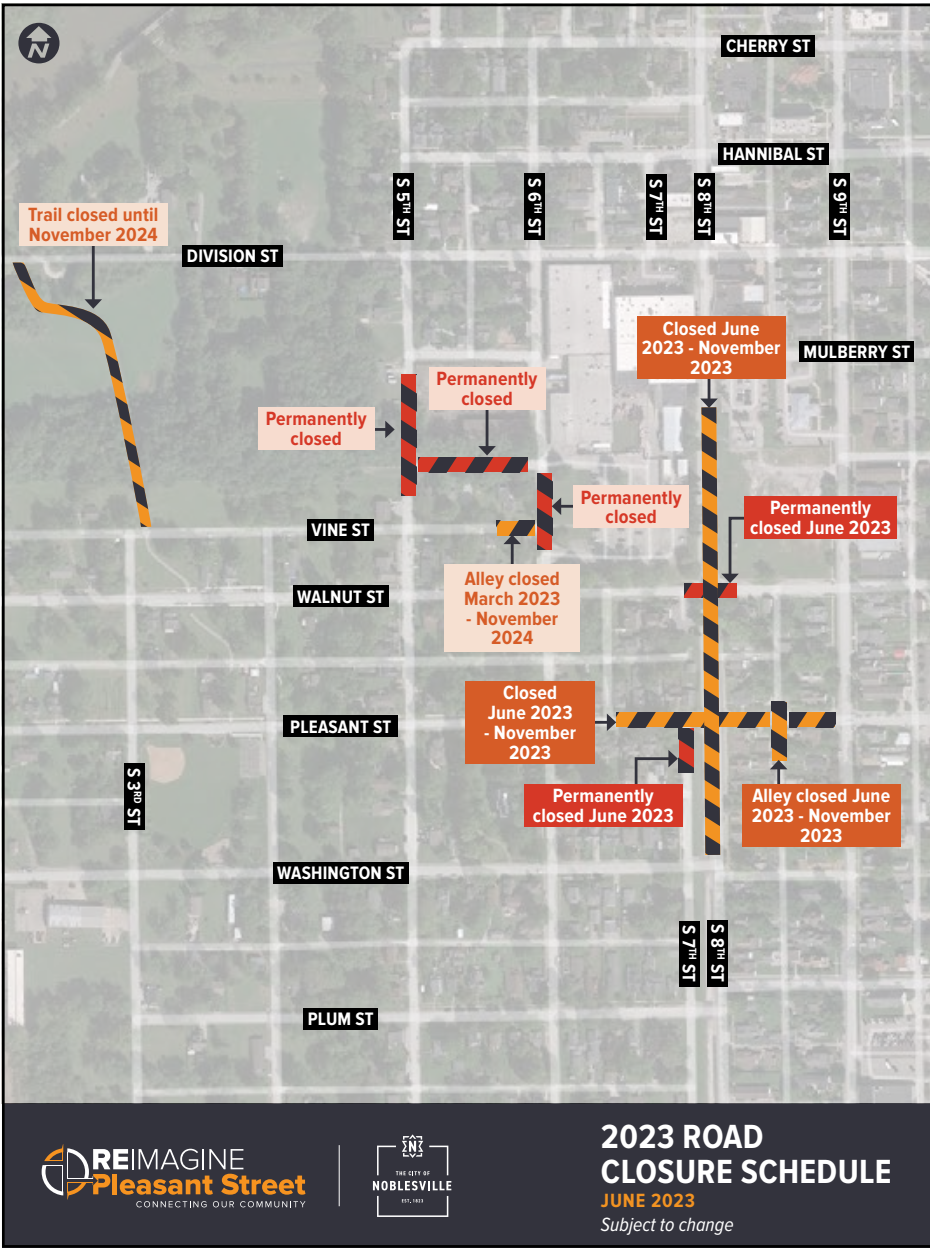 N
CHERRY ST
HANNIBAL ST
S 5TH ST
S 6TH ST
S 7TH ST
S 8TH ST
S 9TH ST
Trail closed until
November 2024
DIVISION ST
Closed June
2023 - November
2023
MULBERRY ST
Permanently
closed
Permanently
closed
Permanently
closed
Permanently
closed June 2023
VINE ST
Alley closed
March 2023
- November
2024
WALNUT ST
Closed
June 2023
- November
2023
PLEASANT ST
S 3RD ST
Permanently
closed June 2023
Alley closed June
2023 - November
2023
WASHINGTON ST
S 7TH ST
S 8TH ST
PLUM ST
REIMAGINE
Pleasant Street
CONNECTING OUR COMMUNITY
N
THE CITY OF
NOBLESVILLE
EST. 1823
2023 ROAD
CLOSURE SCHEDULE
JUNE 2023
Subject to change